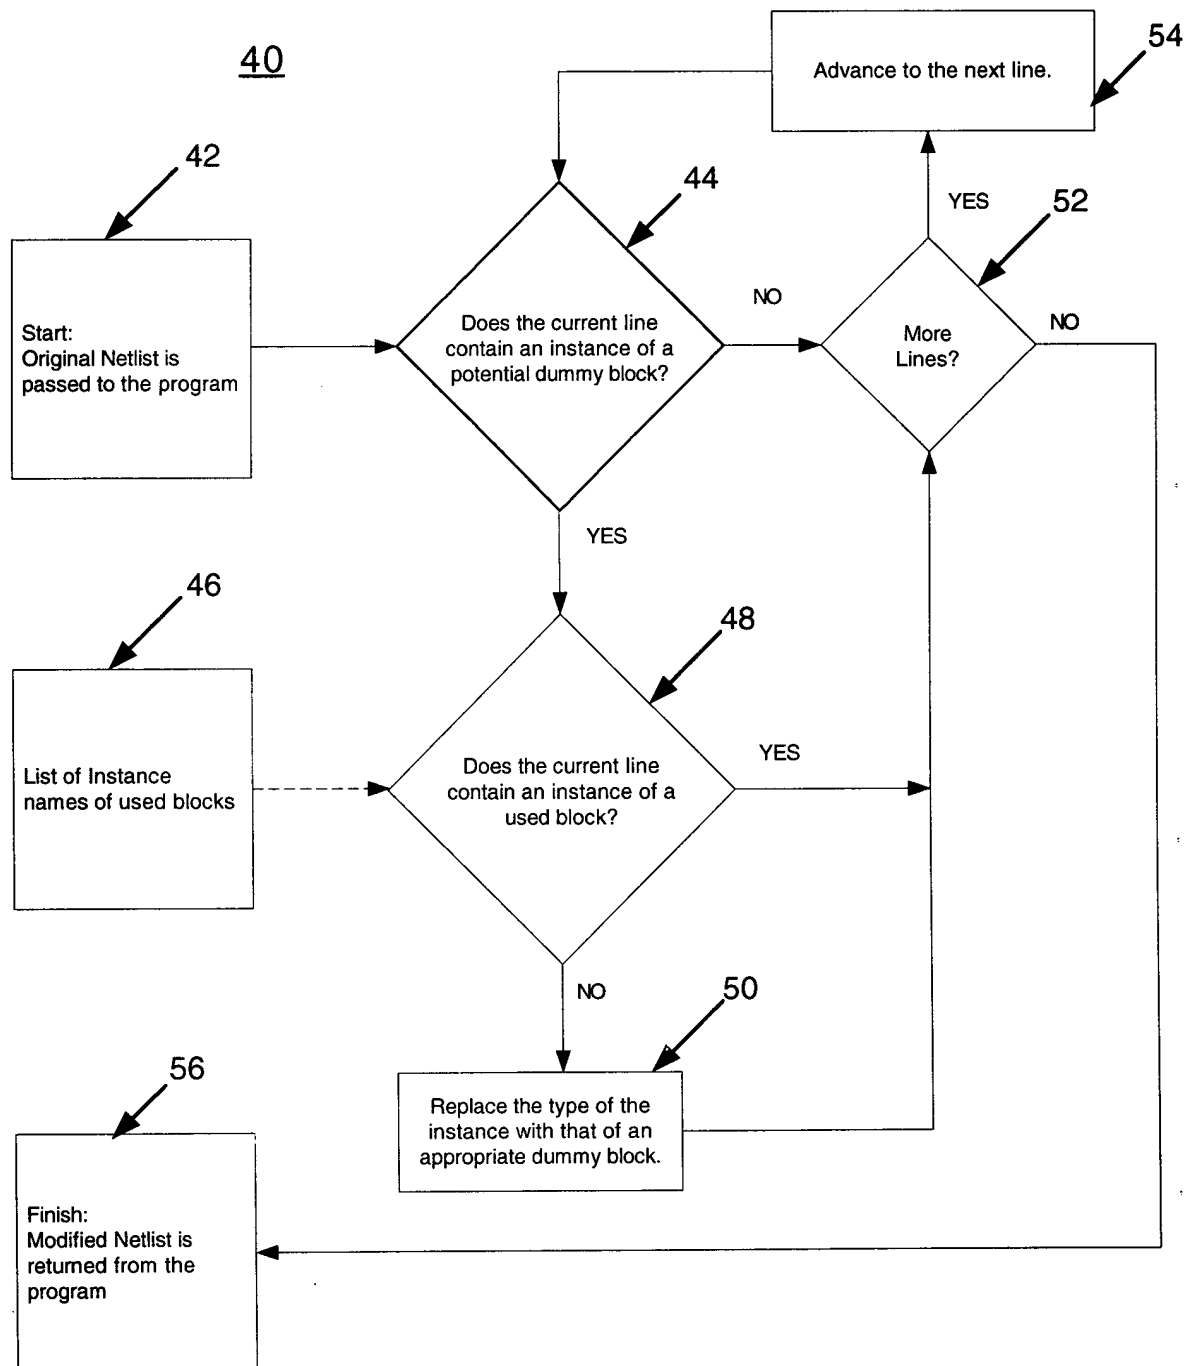 40
Advance to the next line.
54
42
44
YES
52
Start:
Original Netlist is
passed to the program
Does the current line
contain an instance of a
potential dummy block?
NO
More
Lines?
NO
YES
46
48
List of Instance
names of used blocks
Does the current line
contain an instance of a
used block?
YES
NO
50
Replace the type of the
instance with that of an
appropriate dummy block.
56
Finish:
Modified Netlist is
returned from the
program